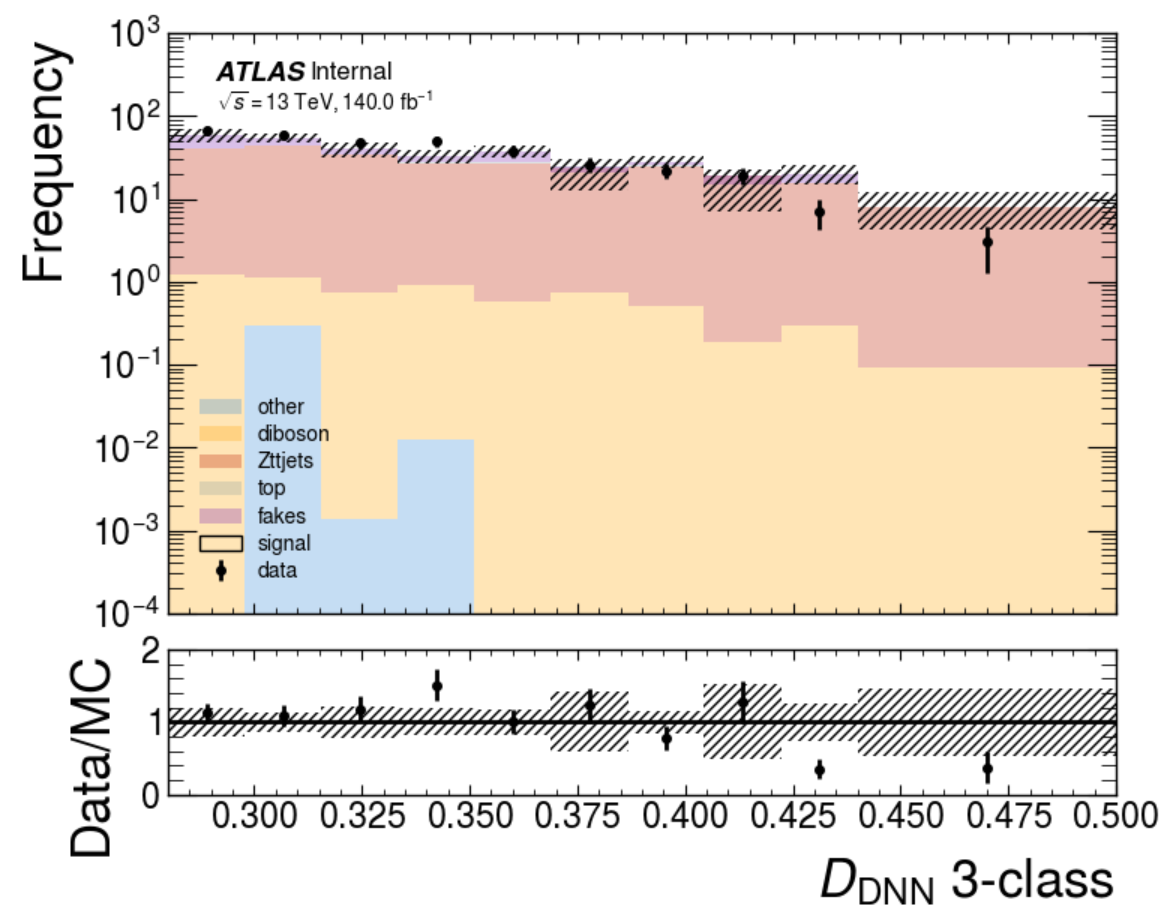 Frequency
10³
10²
10¹
10⁰
10⁻¹
10⁻²
10⁻³
10⁻⁴
ATLAS Internal
√s = 13 TeV, 140.0 fb⁻¹
other
diboson
Zttjets
top
fakes
signal
data
Data/MC
2
1
0
0.300 0.325 0.350 0.375 0.400 0.425 0.450 0.475 0.500
D_DNN 3-class